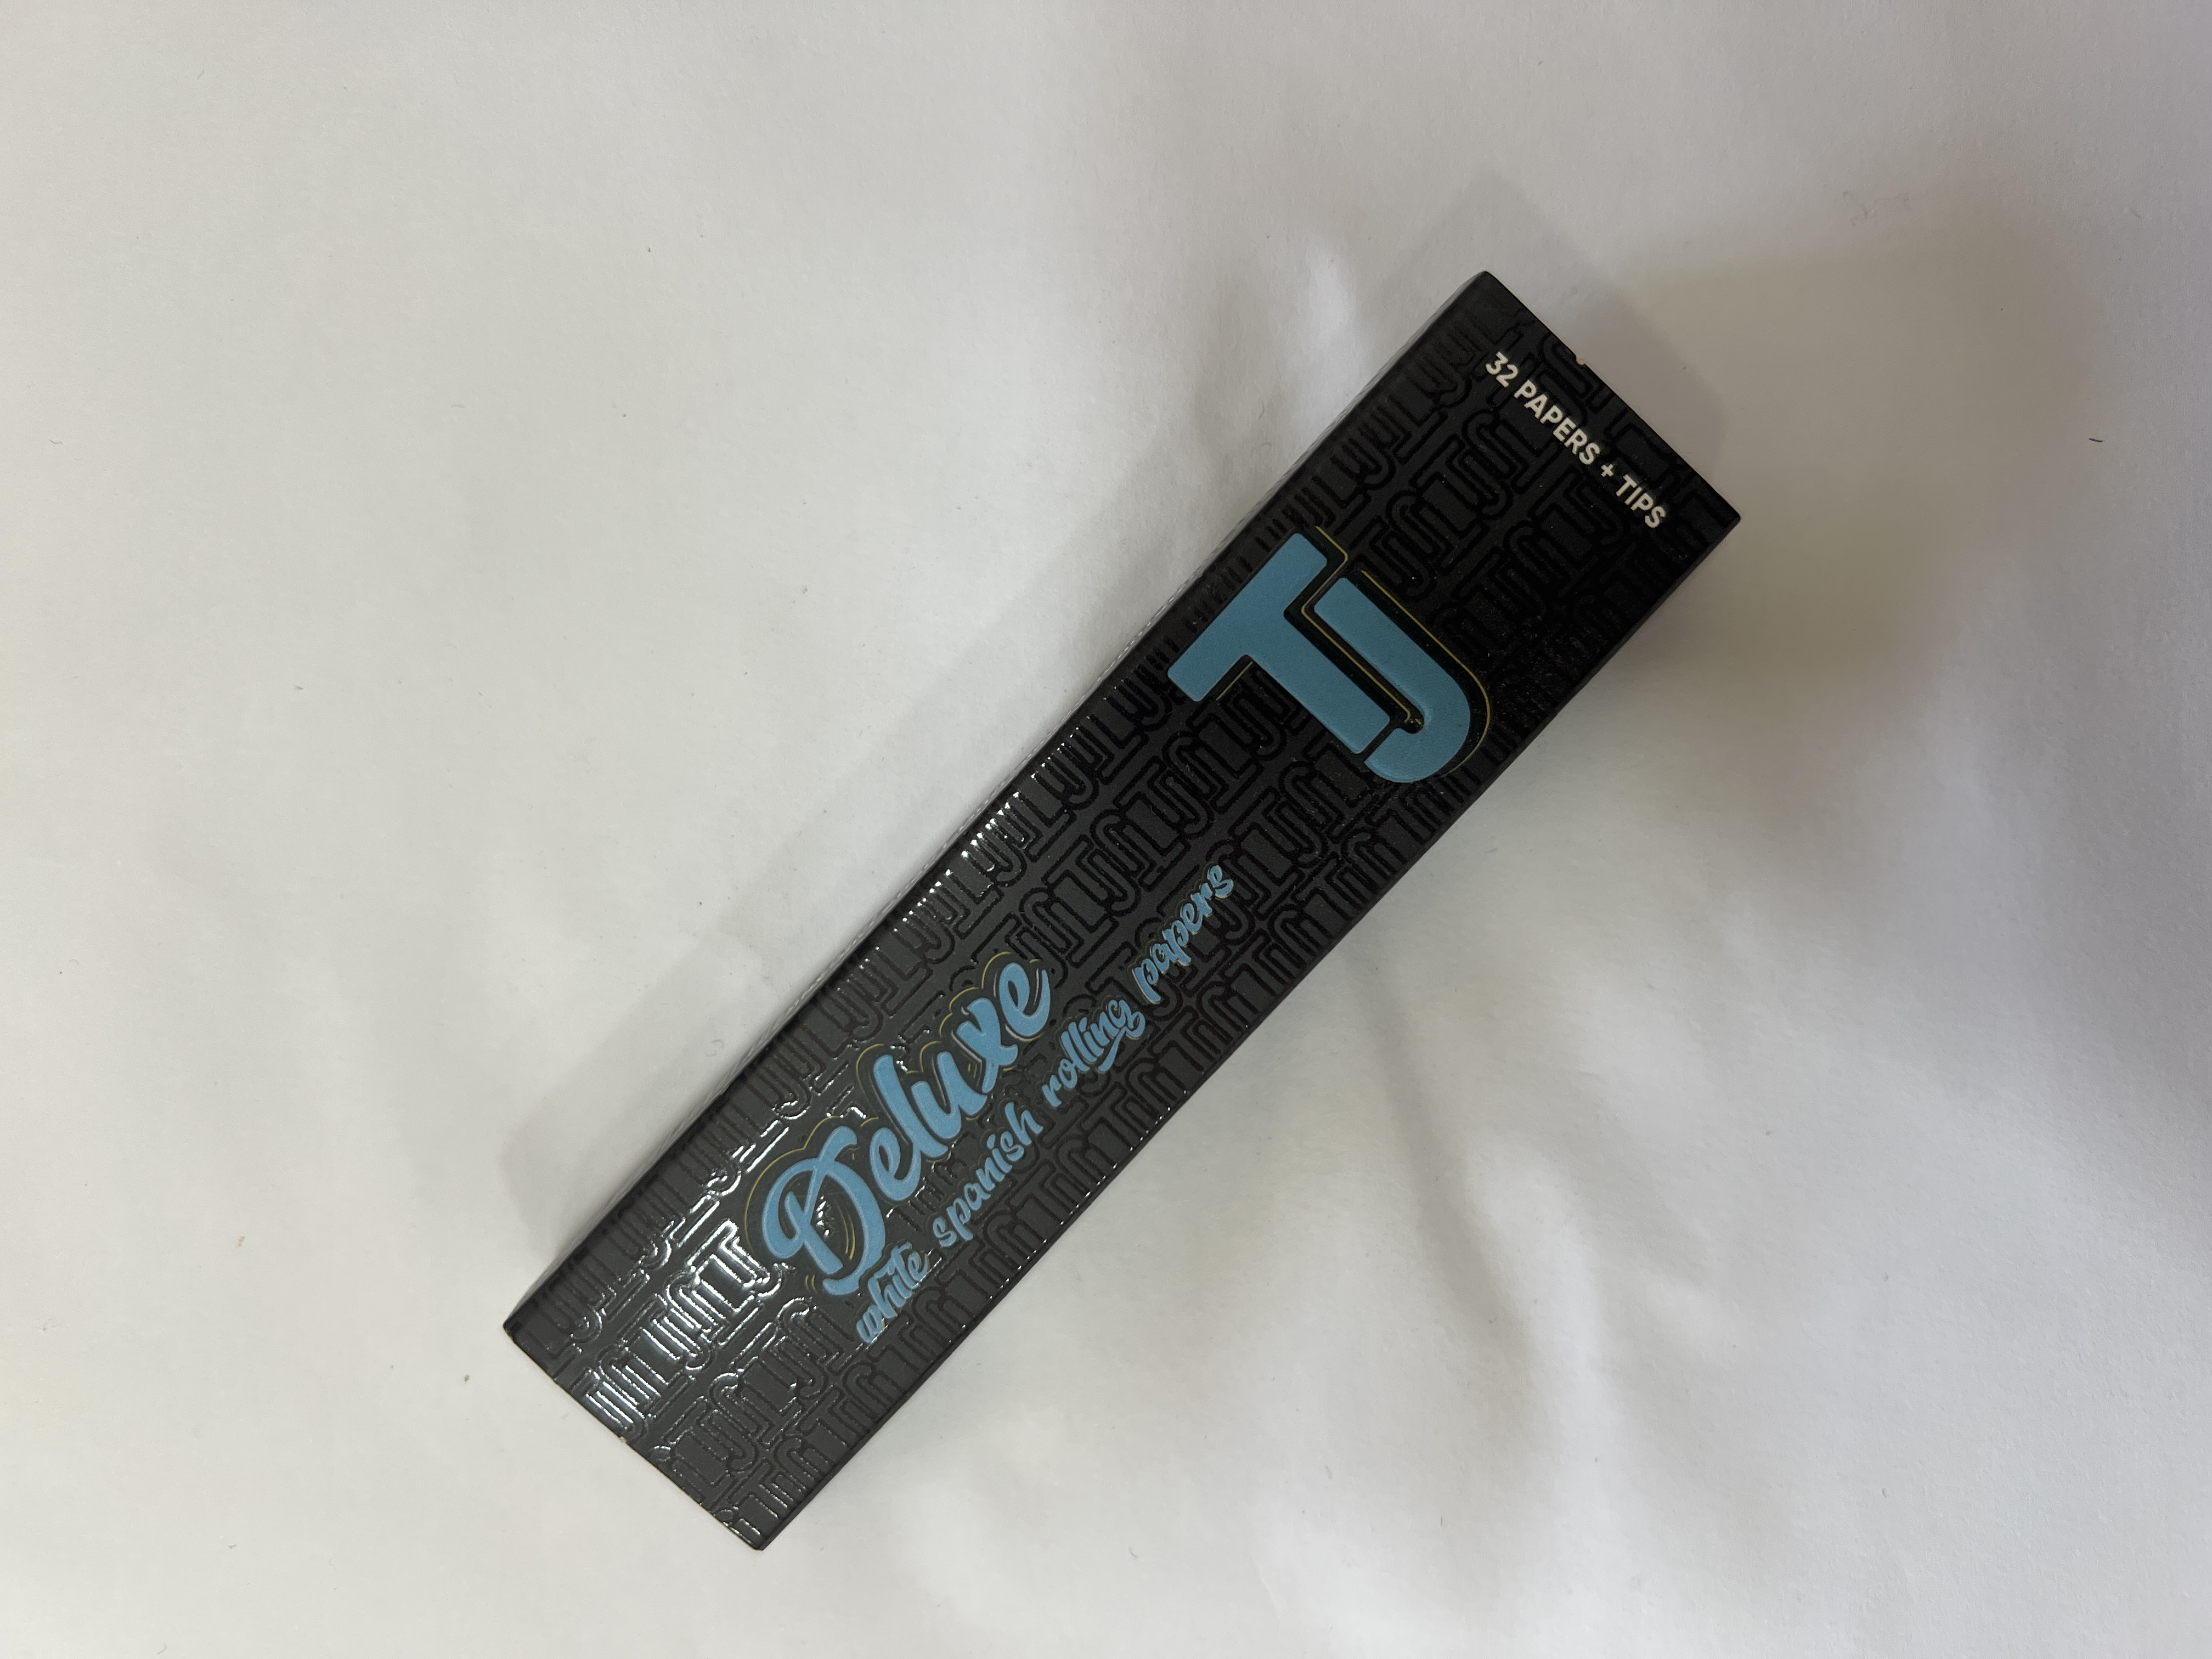 32 PAPERS + TIPS
TJ
Deluxe
white spanish rolling papers